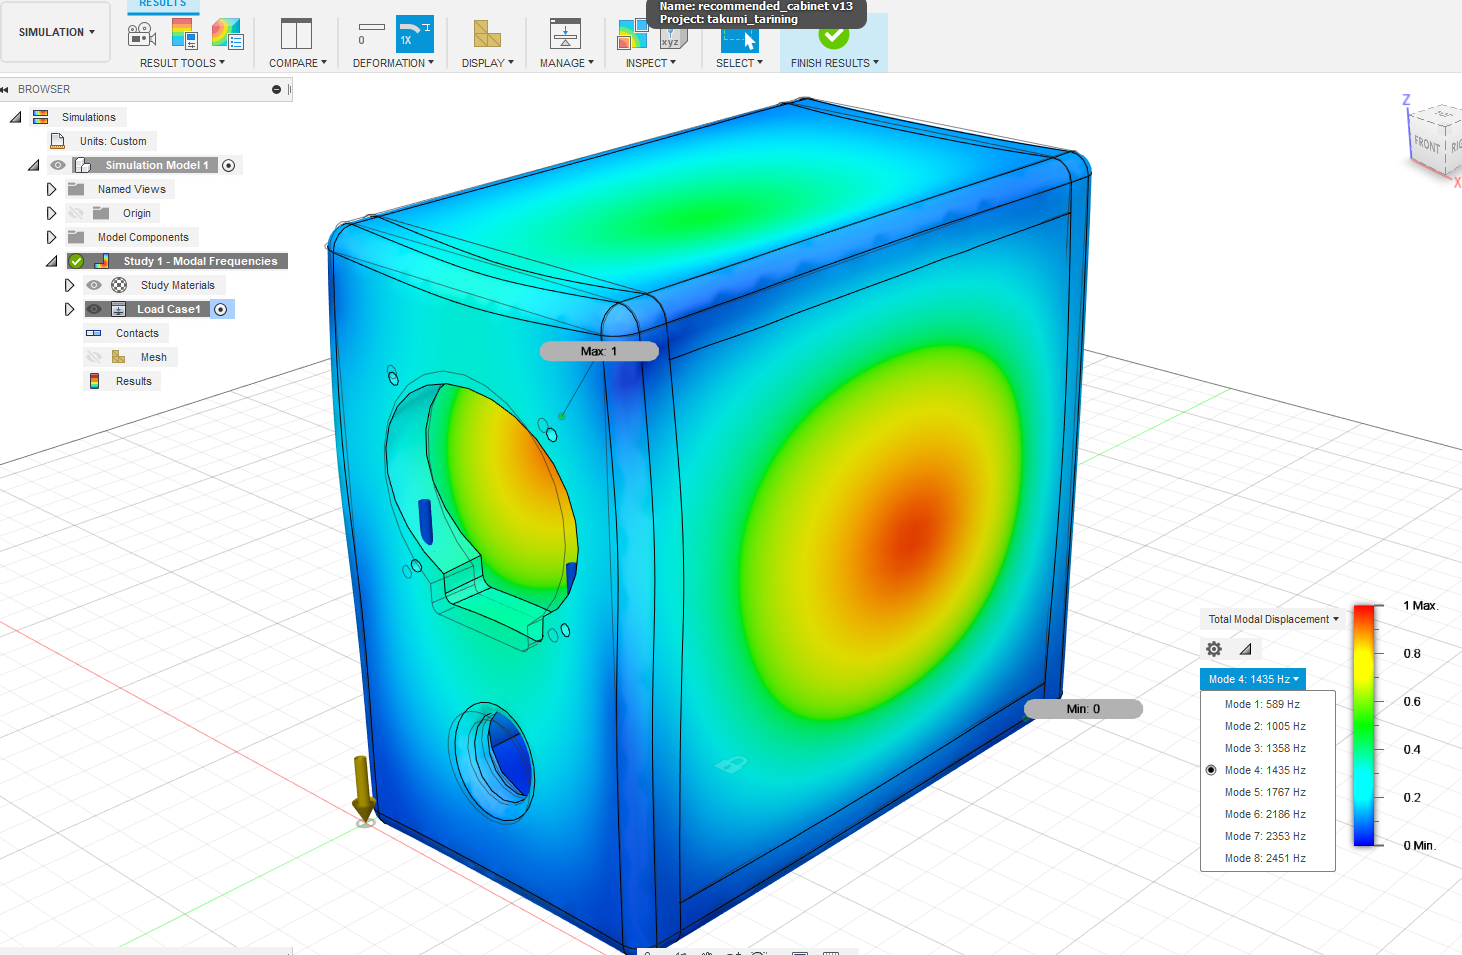 RESULTS
Name: recommended_cabinet v13
Project: takumi_tarining
SIMULATION
0
1X
xyz
RESULT TOOLS
COMPARE
DEFORMATION
DISPLAY
MANAGE
INSPECT
SELECT
FINISH RESULTS
BROWSER
Simulations
Units: Custom
Simulation Model 1
Named Views
Origin
Model Components
Study 1 - Modal Frequencies
Study Materials
Load Case1
Contacts
Mesh
Results
Z
FRONT
X
Max: 1
Min: 0
Total Modal Displacement
Mode 4: 1435 Hz
Mode 1: 589 Hz
Mode 2: 1005 Hz
Mode 3: 1358 Hz
Mode 4: 1435 Hz
Mode 5: 1767 Hz
Mode 6: 2186 Hz
Mode 7: 2353 Hz
Mode 8: 2451 Hz
1 Max.
0.8
0.6
0.4
0.2
0 Min.